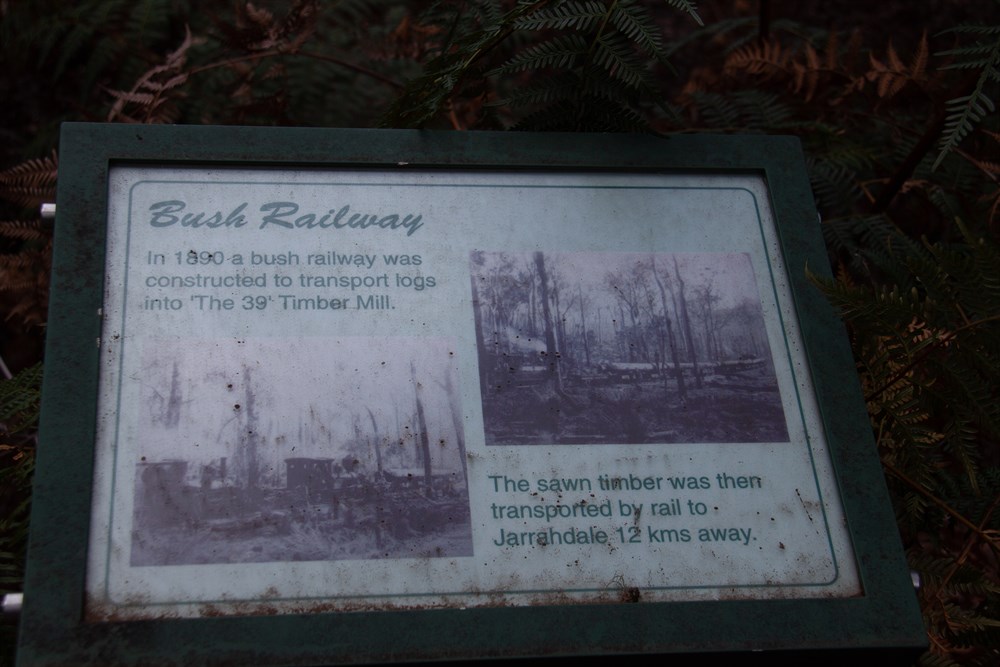 Bush Railway
In 1890 a bush railway was
constructed to transport logs
into 'The 39' Timber Mill.
The sawn timber was then
transported by rail to
Jarrahdale, 12 kms away.